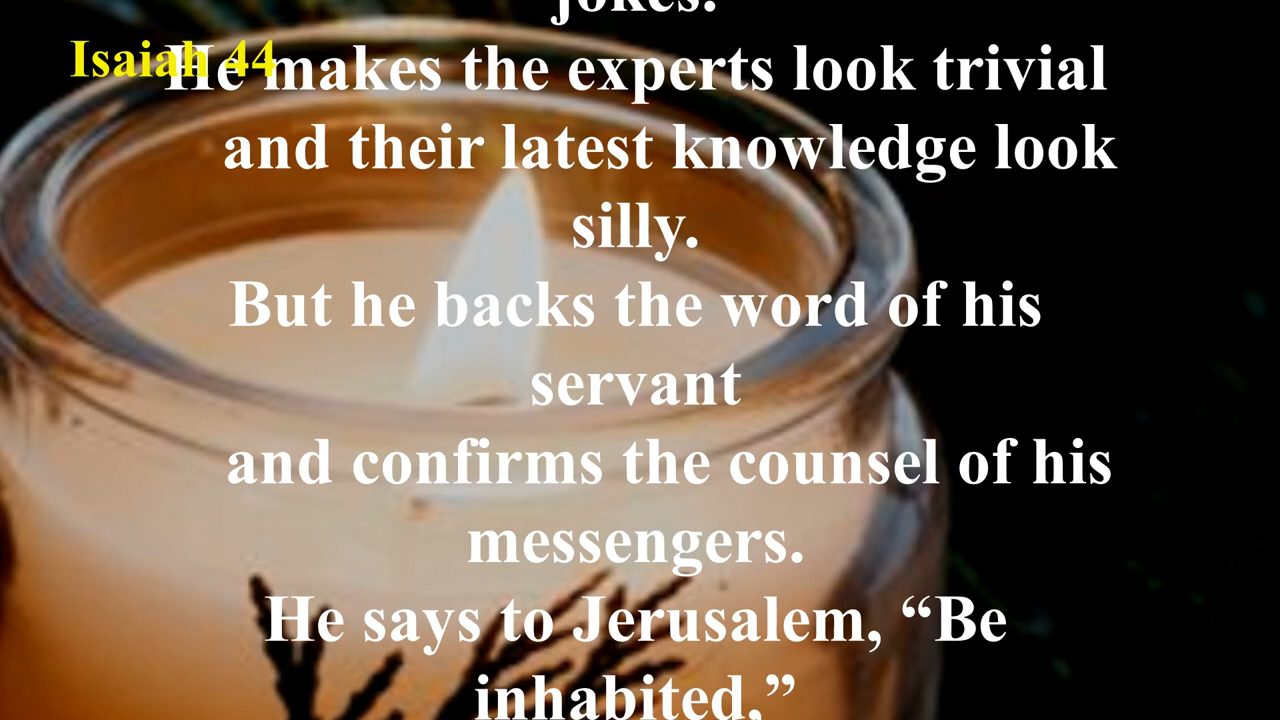 jokes.
Isaiah 44
He makes the experts look trivial
and their latest knowledge look
silly.
But he backs the word of his
servant
and confirms the counsel of his
messengers.
He says to Jerusalem, “Be
inhabited,”